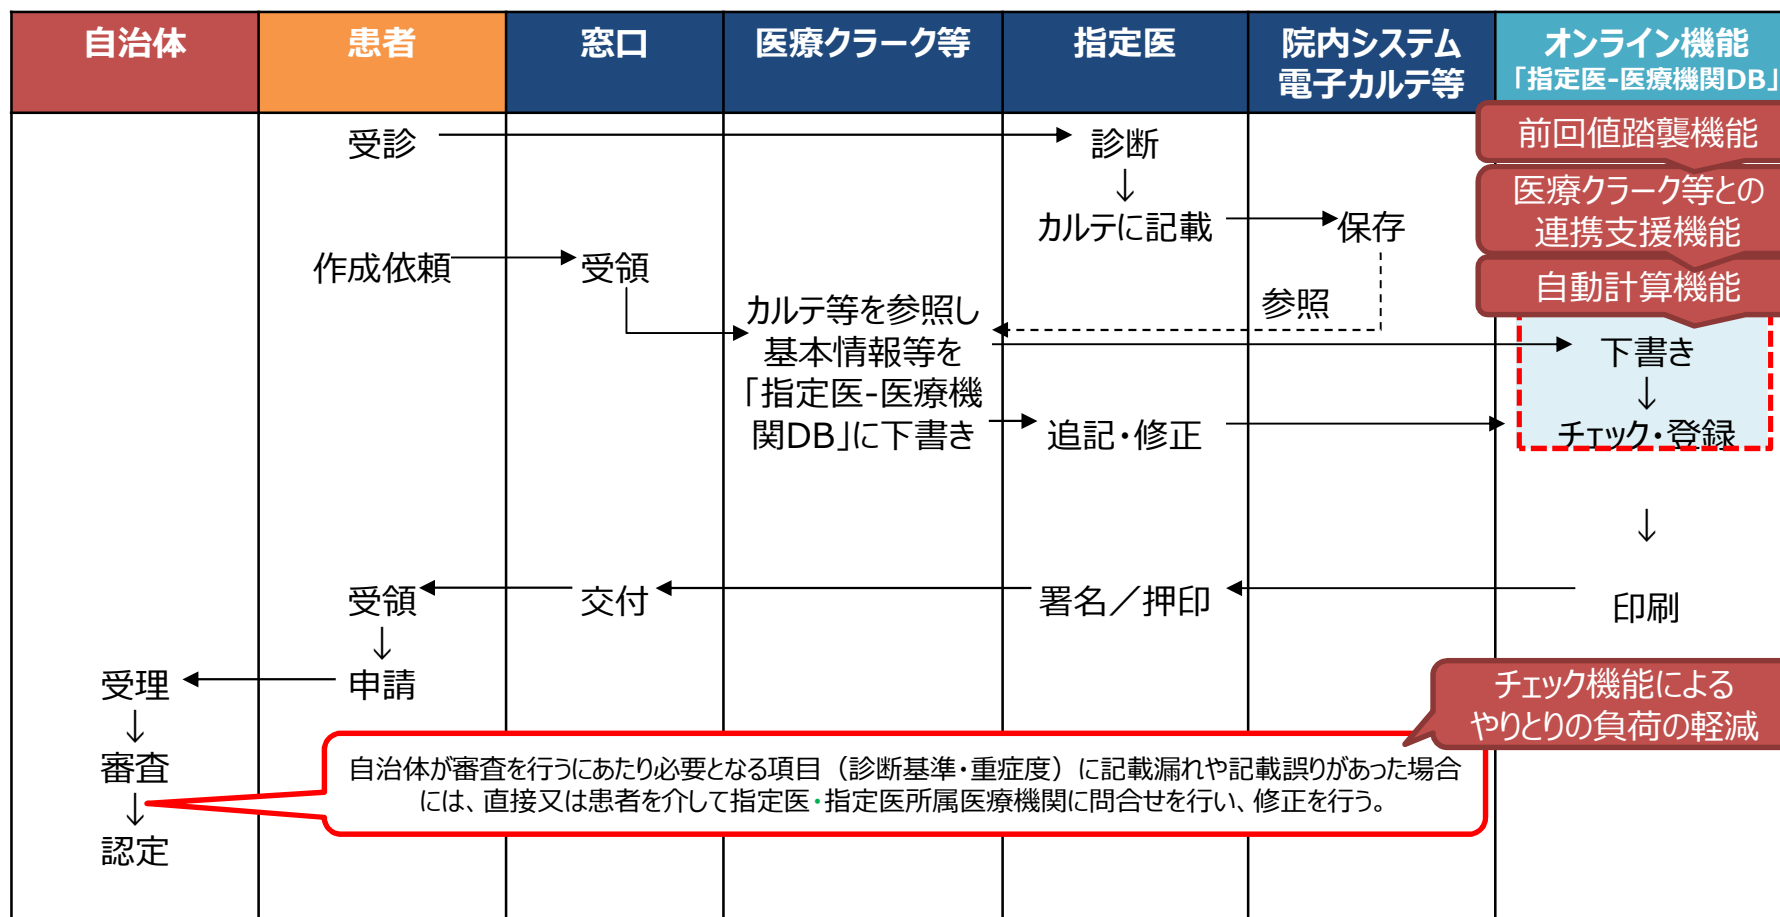 自治体
患者
窓口
医療クラーク等
指定医
院内システム
電子カルテ等
オンライン機能
「指定医-医療機関DB」
受診
診断
前回値踏襲機能
↓
医療クラーク等との
連携支援機能
カルテに記載
保存
作成依頼
受領
自動計算機能
参照
カルテ等を参照し
基本情報等を
「指定医-医療機
関DB」に下書き
下書き
↓
追記・修正
チェック・登録
↓
受領
交付
署名／押印
印刷
↓
受理
申請
チェック機能による
やりとりの負荷の軽減
↓
審査
↓
認定
自治体が審査を行うにあたり必要となる項目（診断基準・重症度）に記載漏れや記載誤りがあった場合
には、直接又は患者を介して指定医・指定医所属医療機関に問合せを行い、修正を行う。